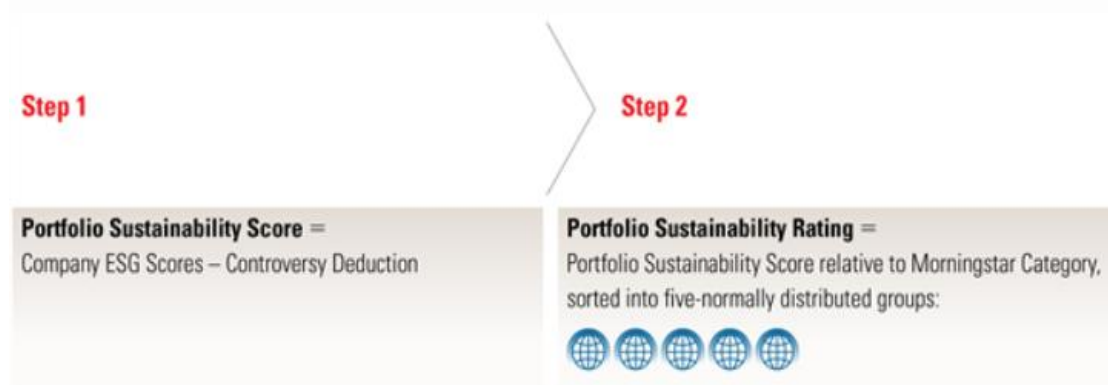 Step 1
Step 2
Portfolio Sustainability Score =
Company ESG Scores – Controversy Deduction
Portfolio Sustainability Rating =
Portfolio Sustainability Score relative to Morningstar Category,
sorted into five-normally distributed groups: